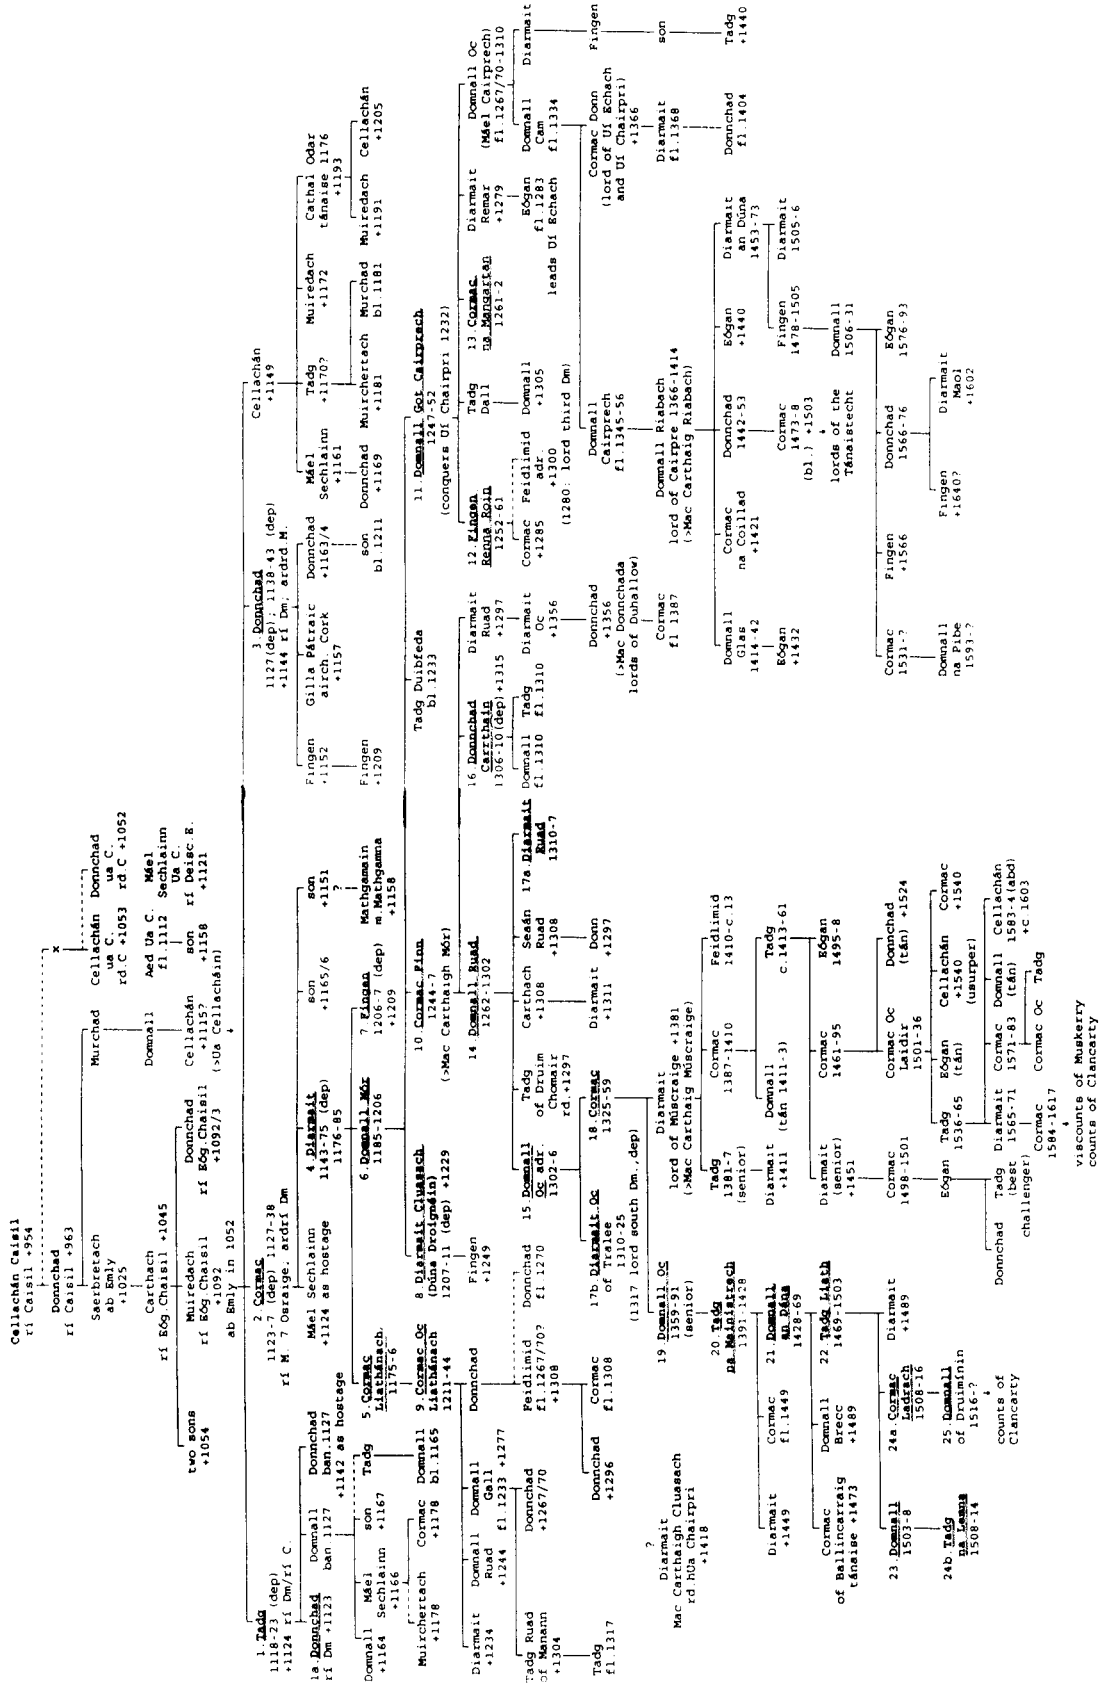 Cellachán Caisil
rí Caisil +954
Donnchad
rí Caisil +963
x
Saerbretach
ab Emly
+1025
Murchad
Cellachán
ua C.
rd.C +1053
Donnchad
ua C.
rd.C +1052
Carthach
rí Eóg.Chaisil +1045
Domnall
Aed Ua C.
fl.1112
Máel
Sechlainn
Ua C.
rí Deisc.E.
+1121
two sons
+1054
Muiredach
rí Eóg.Chaisil
+1092
ab Emly in 1052
Donnchad
rí Eóg.Chaisil
+1092/3
Cellachán
+1115?
(>Ua Cellacháin)
son
+1158
1.Tadg
1118-23 (dep)
+1124 rí Dm/rí C.
2 Cormac
1123-7 (dep) 1127-38
rí M. 7 Osraige, ardrí Dm
3.Donnchad
1127(dep); 1138-43 (dep)
+1144 rí Dm; ardrd.M.
Cellachán
+1149
1a.Donnchad
rí Dm +1123
Domnall
ban.1127
Donnchad
ban.1127
+1142 as hostage
Máel Sechlainn
+1124 as hostage
4.Diarmait
1143-75 (dep)
1176-85
son
+1165/6
son
+1151
Fingen
+1152
Gilla Pátraic
airch. Cork
+1157
Donnchad
+1163/4
Máel
Sechlainn
+1161
Tadg
+1170?
Muiredach
+1172
Cathal Odar
tánaise 1176
+1193
Domnall
+1164
Máel
Sechlainn
+1166
son
+1167
Tadg
5.Cormac
Liathánach
1175-6
6.Domnall Mór
1185-1206
7 Fingen
1206-7 (dep)
+1209
Mathgamain
m.Mathgamna
+1158
?
Fingen
+1209
son
bl.1211
Donnchad
+1169
Muirchertach
+1181
Murchad
bl.1181
Muiredach
+1191
Cellachán
+1205
Muirchertach
+1178
Cormac
+1178
Domnall
bl.1165
9.Cormac Oc
Liathánach
1211-44
8.Diarmait Cluasach
(Dúna Droignéin)
1207-11 (dep) +1229
10.Cormac Finn
1244-7
(>Mac Carthaigh Mór)
Tadg Duibfeda
bl.1233
11.Domnall Got Cairprech
1247-52
(conquers Uí Chairpri 1232)
Diarmait
+1234
Domnall
Ruad
+1244
Domnall
Gall
fl 1233 +1277
Donnchad
Fingen
+1249
14.Domnall Ruad
1262-1302
16.Donnchad
Carrthain
1306-10(dep)+1315
Diarmait
Ruad
+1297
12.Fingen
Renna Roin
1252-61
Tadg
Dall
13.Cormac
na Mangartan
1261-2
Diarmait
Remar
+1279
Domnall Oc
(Máel Cairprech)
fl.1267/70-1310
Tadg Ruad
of Manann
+1304
Donnchad
+1267/70
Feidlimid
fl.1267/70?
+1308
Donnchad
fl 1270
15.Domnall
Oc adr.
1302-6
Tadg
of Druim
Chomair
rd.+1297
Carthach
+1308
Seaán
Ruad
+1308
17a.Diarmait
Ruad
1310-7
Domnall
fl.1310
Tadg
fl.1310
Diarmait
Oc
+1356
Cormac
+1285
Feidlimid
adr.
+1300
Domnall
+1305
(1280: lord third Dm)
Eógan
fl.1283
leads Uí Echach
Domnall
Cam
fl.1334
Diarmait
Tadg
fl.1317
Donnchad
+1296
Cormac
fl.1308
17b Diarmait Oc
of Tralee
1310-25
(1317 lord south Dm.,dep)
18.Cormac
1325-59
Diarmait
+1311
Donn
+1297
Donnchad
+1356
(>Mac Donnchada
lords of Duhallow)
Domnall
Cairprech
fl.1345-56
Cormac Donn
(lord of Uí Echach
and Uí Chairpri)
+1366
Fingen
?
Diarmait
Mac Carthaigh Cluasach
rd.hUa Chairpri
+1418
19.Domnall Oc
1359-91
(senior)
Diarmait
lord of Múscraige +1381
(>Mac Carthaig Múscraige)
Cormac
fl 1387
Domnall Riabach
lord of Cairpre 1366-1414
(>Mac Carthaig Riabach)
Diarmait
fl.1368
son
20.Tadg
na Mainistrech
1391-1428
Tadg
1381-7
(senior)
Cormac
1387-1410
Feidlimid
1410-c.13
Domnall
Glas
1414-42
Cormac
na Coillad
+1421
Donnchad
1442-53
Eógan
+1440
Diarmait
an Dúna
1453-73
Donnchad
fl.1404
Tadg
+1440
Diarmait
+1449
Cormac
fl.1449
21.Domnall
an Dána
1428-69
Diarmait
+1411
Domnall
(tán 1411-3)
Tadg
c.1413-61
Eógan
+1432
Cormac
1473-8
(bl.) +1503
lords of the
Tánaistecht
Fingen
1478-1505
Diarmait
1505-6
Cormac
of Ballincarraig
tánaise +1473
Domnall
Brecc
+1489
22 Tadg Liath
1469-1503
Diarmait
(senior)
+1451
Cormac
1461-95
Eógan
1495-8
Domnall
1506-31
23.Domnall
1503-8
24a.Cormac
Ladrach
1508-16
Diarmait
+1489
Cormac
1498-1501
Cormac Oc
Laidir
1501-36
Donnchad
(tán) +1524
Cormac
1531-?
Fingen
+1566
Donnchad
1566-76
Eógan
1576-93
24b.Tadg
na Leamna
1508-14
25.Domnall
of Druimínin
1516-?
counts of
Clancarty
Eógan
Tadg
1536-65
Eógan
(tán)
Cellachán
+1540
(usurper)
Cormac
+1540
Domnall
na Pibe
1593-?
Fingen
+1640?
Diarmait
Maol
+1602
Donnchad
Tadg
(best
challenger)
Diarmait
1565-71
Cormac
1571-83
Domnall
(tán)
Cellachán
1583-4(abd)
+c.1603
Cormac
1584-1617
Cormac Oc
Tadg
viscounts of Muskerry
counts of Clancarty